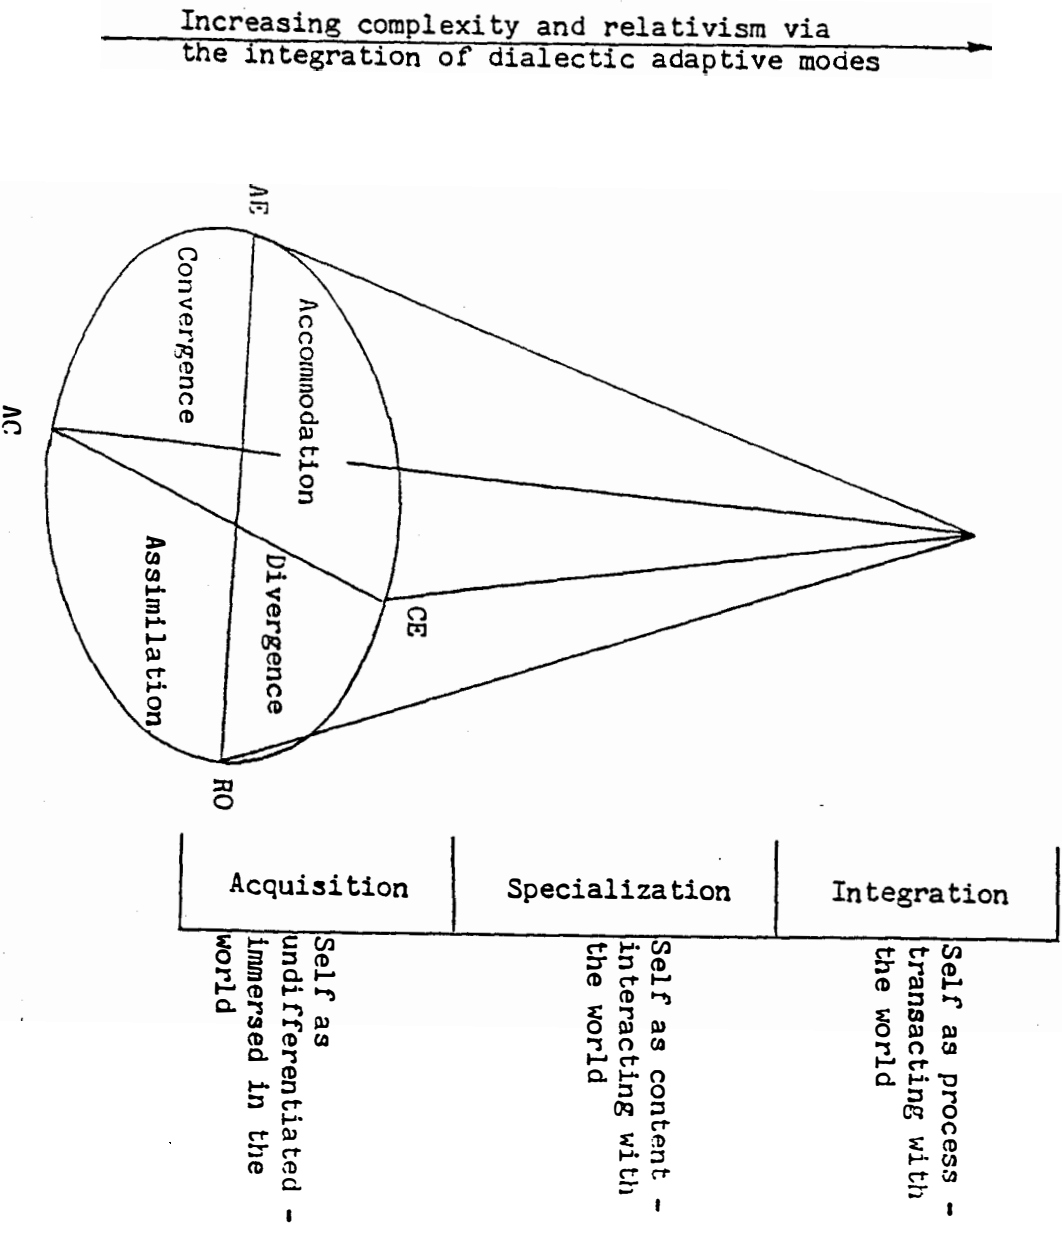 Increasing complexity and relativism via
the integration of dialectic adaptive modes
AE
Convergence
Accommodation
AC
Assimilation
Divergence
CE
RO
Acquisition
Specialization
Integration
Self as
undifferentiated -
immersed in the
world
Self as content -
interacting with
the world
Self as process -
transacting with
the world